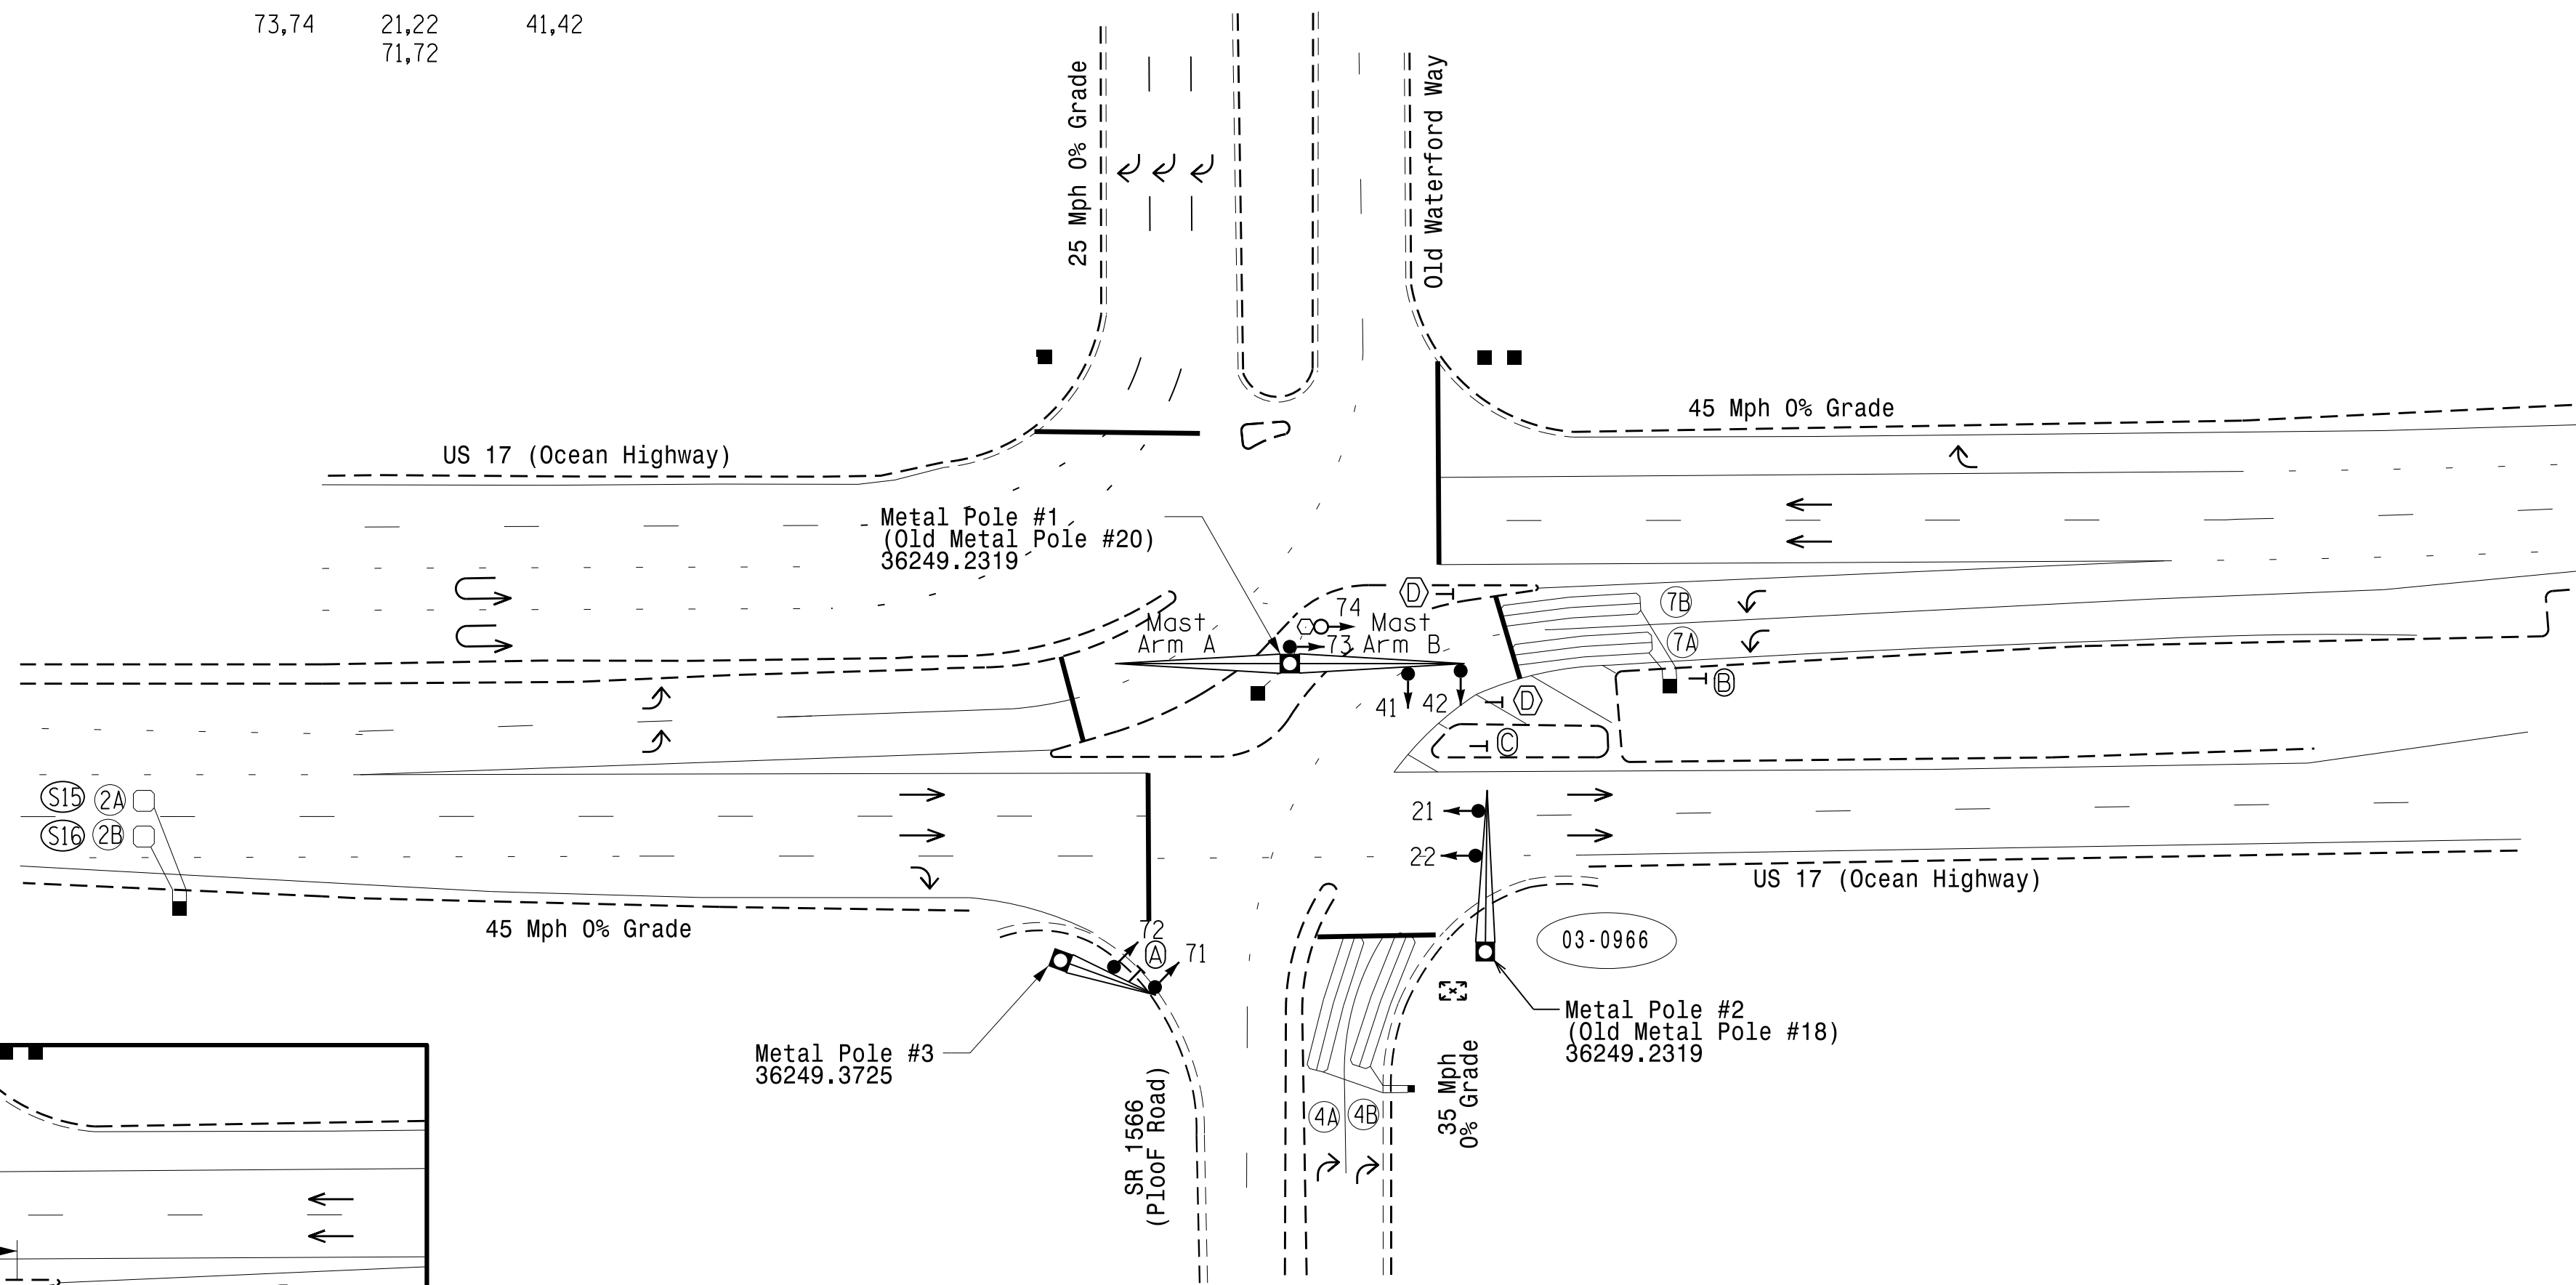 73,74 21,22 41,42
71,72
25 Mph 0% Grade
Old Waterford Way
45 Mph 0% Grade
US 17 (Ocean Highway)
Metal Pole #1
(Old Metal Pole #20)
36249.2319
D
74
7B
Mast
Arm A
Mast
Arm B
73
7A
B
D
41
42
C
S15 2A
S16 2B
21
22
US 17 (Ocean Highway)
45 Mph 0% Grade
72
A
71
03-0966
Metal Pole #2
(Old Metal Pole #18)
36249.2319
Metal Pole #3
36249.3725
35 Mph
0% Grade
4A 4B
SR 1566
(Ploof Road)